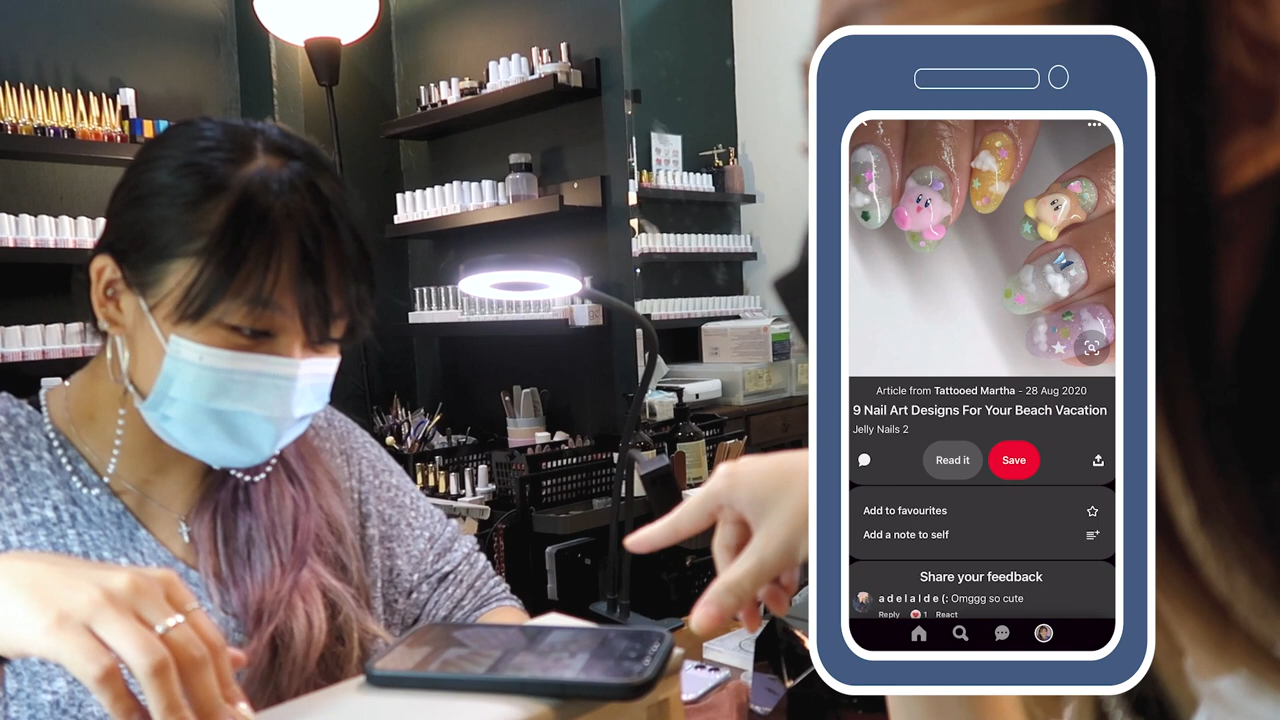 Article from Tattooed Martha - 28 Aug 2020
9 Nail Art Designs For Your Beach Vacation
Jelly Nails 2
Read it
Save
Add to favourites
Add a note to self
Share your feedback
a d e l a l d e (: Omggg so cute
Reply
1
React